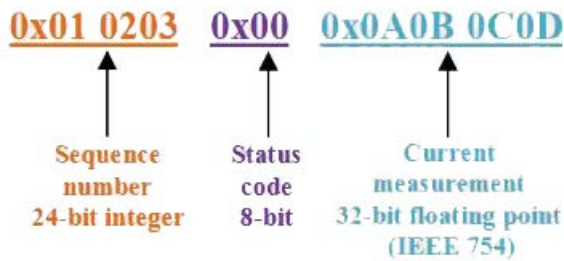 0x01 0203 0x00 0x0A0B 0C0D
Sequence
number
24-bit integer
Status
code
8-bit
Current
measurement
32-bit floating point
(IEEE 754)